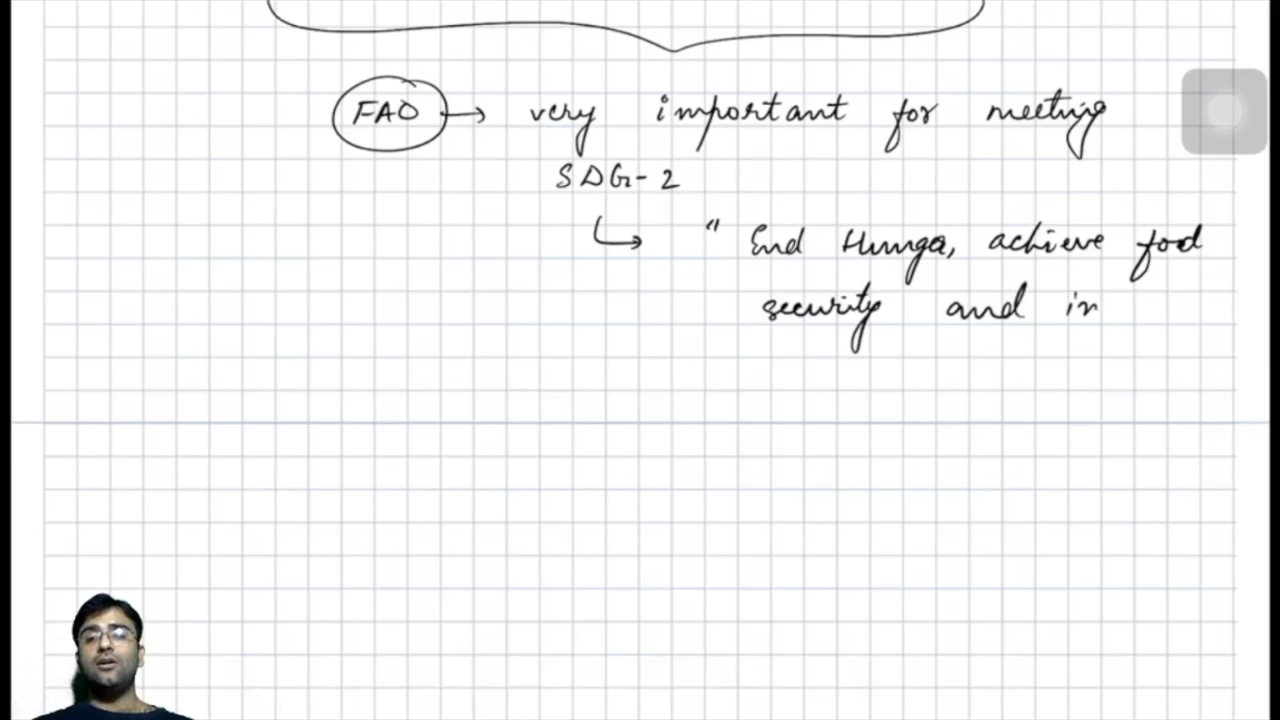 FAO → very important for meeting
SDG-2
↳ " End Hunger, achieve food
security and in